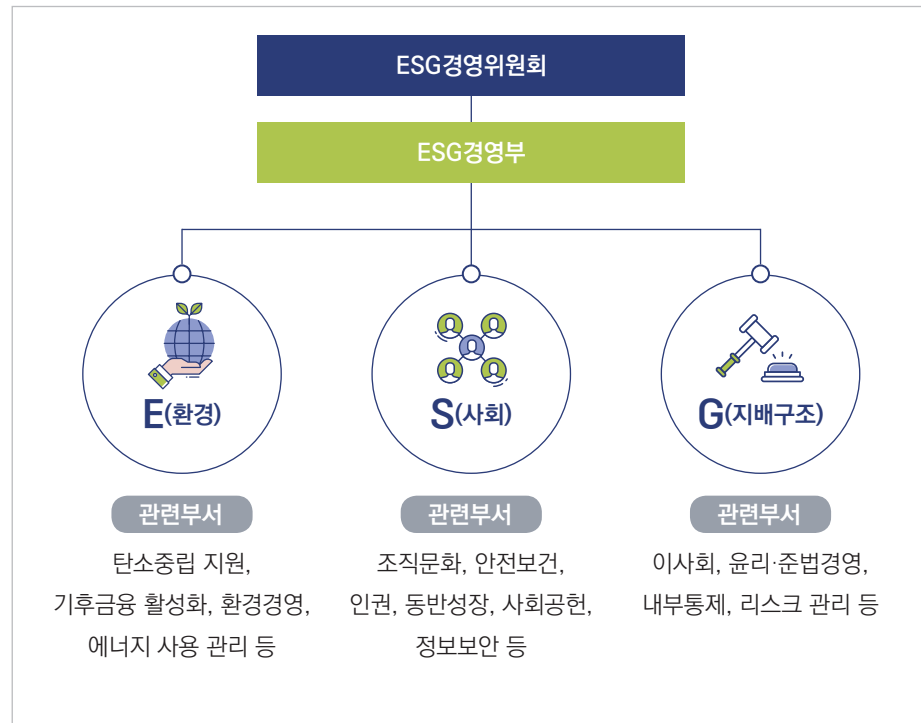 ESG경영위원회
ESG경영부
E(환경)
S(사회)
G(지배구조)
관련부서
탄소중립 지원,
기후금융 활성화, 환경경영,
에너지 사용 관리 등
관련부서
조직문화, 안전보건,
인권, 동반성장, 사회공헌,
정보보안 등
관련부서
이사회, 윤리·준법경영,
내부통제, 리스크 관리 등